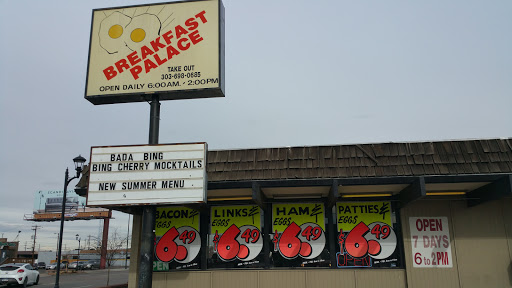 BREAKFAST
PALACE
TAKE OUT
303-698-0655
OPEN DAILY 6:00AM.-2:00PM
BADA BING
BING CHERRY MOCKTAILS
NEW SUMMER MENU
BACON &
EGGS
6.49
OPEN
LINKS &
EGGS
6.49
HAM &
EGGS
6.49
PATTIES &
EGGS
6.49
OPEN
7 DAYS
6 to 2PM